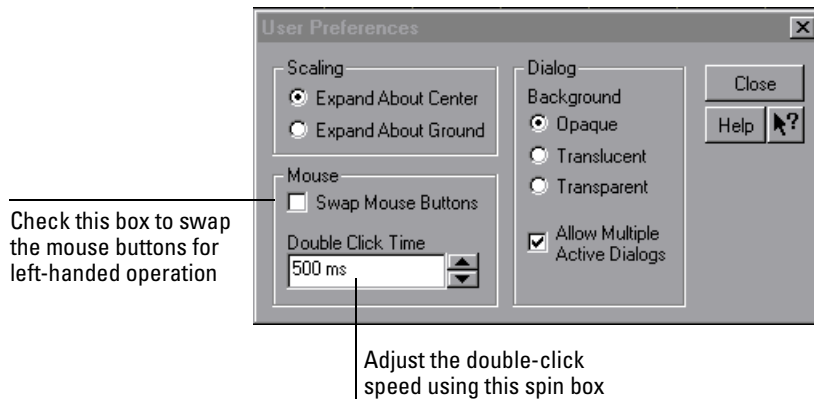 User Preferences
Scaling
Expand About Center
Expand About Ground
Mouse
Swap Mouse Buttons
Double Click Time
500 ms
Dialog
Background
Opaque
Translucent
Transparent
Allow Multiple
Active Dialogs
Close
Help
?
Check this box to swap
the mouse buttons for
left-handed operation
Adjust the double-click
speed using this spin box